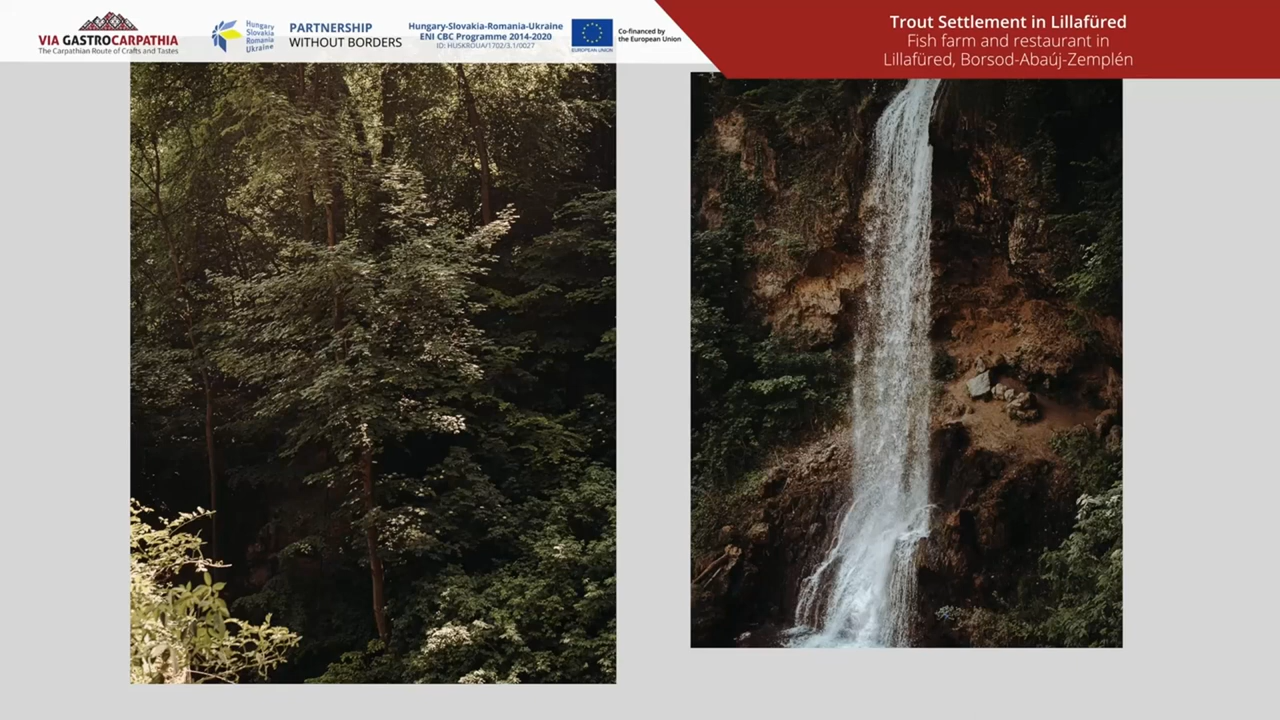 VIA GASTROCARPATHIA
The Carpathian Route of Crafts and Tastes
Hungary
Slovakia
Romania
Ukraine
PARTNERSHIP
WITHOUT BORDERS
Hungary-Slovakia-Romania-Ukraine
ENI CBC Programme 2014-2020
ID: HUSKROUA/1702/3.1/0027
EUROPEAN UNION
Co-financed by
the European Union
Trout Settlement in Lillafüred
Fish farm and restaurant in
Lillafüred, Borsod-Abaúj-Zemplén